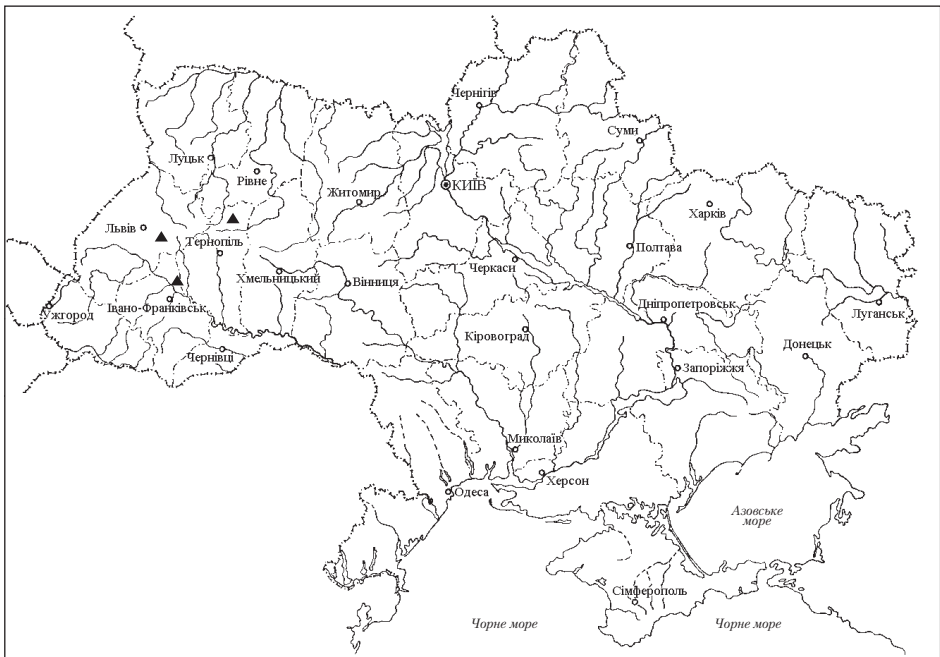 Чернігів
Суми
Луцьк
Рівне
КИЇВ
Житомир
Харків
Львів
Тернопіль
Полтава
Черкаси
Хмельницький
Вінниця
Ужгород
Івано-Франківськ
Дніпропетровськ
Луганськ
Кіровоград
Донецьк
Чернівці
Запоріжжя
Миколаїв
Херсон
Одеса
Азовське
море
Сімферополь
Чорне море
Чорне море